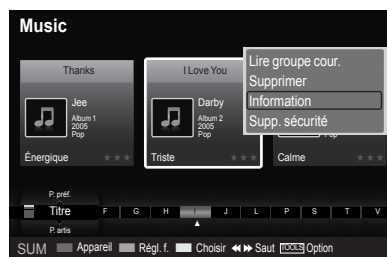 Music
Thanks
Jee
Album 1
2005
Pop
Énergique
I Love You
Darby
Album 2
2005
Pop
Triste
Lire groupe cour.
Supprimer
Information
Supp. sécurité
Pop
Calme
P. préf.
Titre F G H I J L P S T V
P. artis
SUM Appareil Régl. f. Choisir Saut TOOLS Option